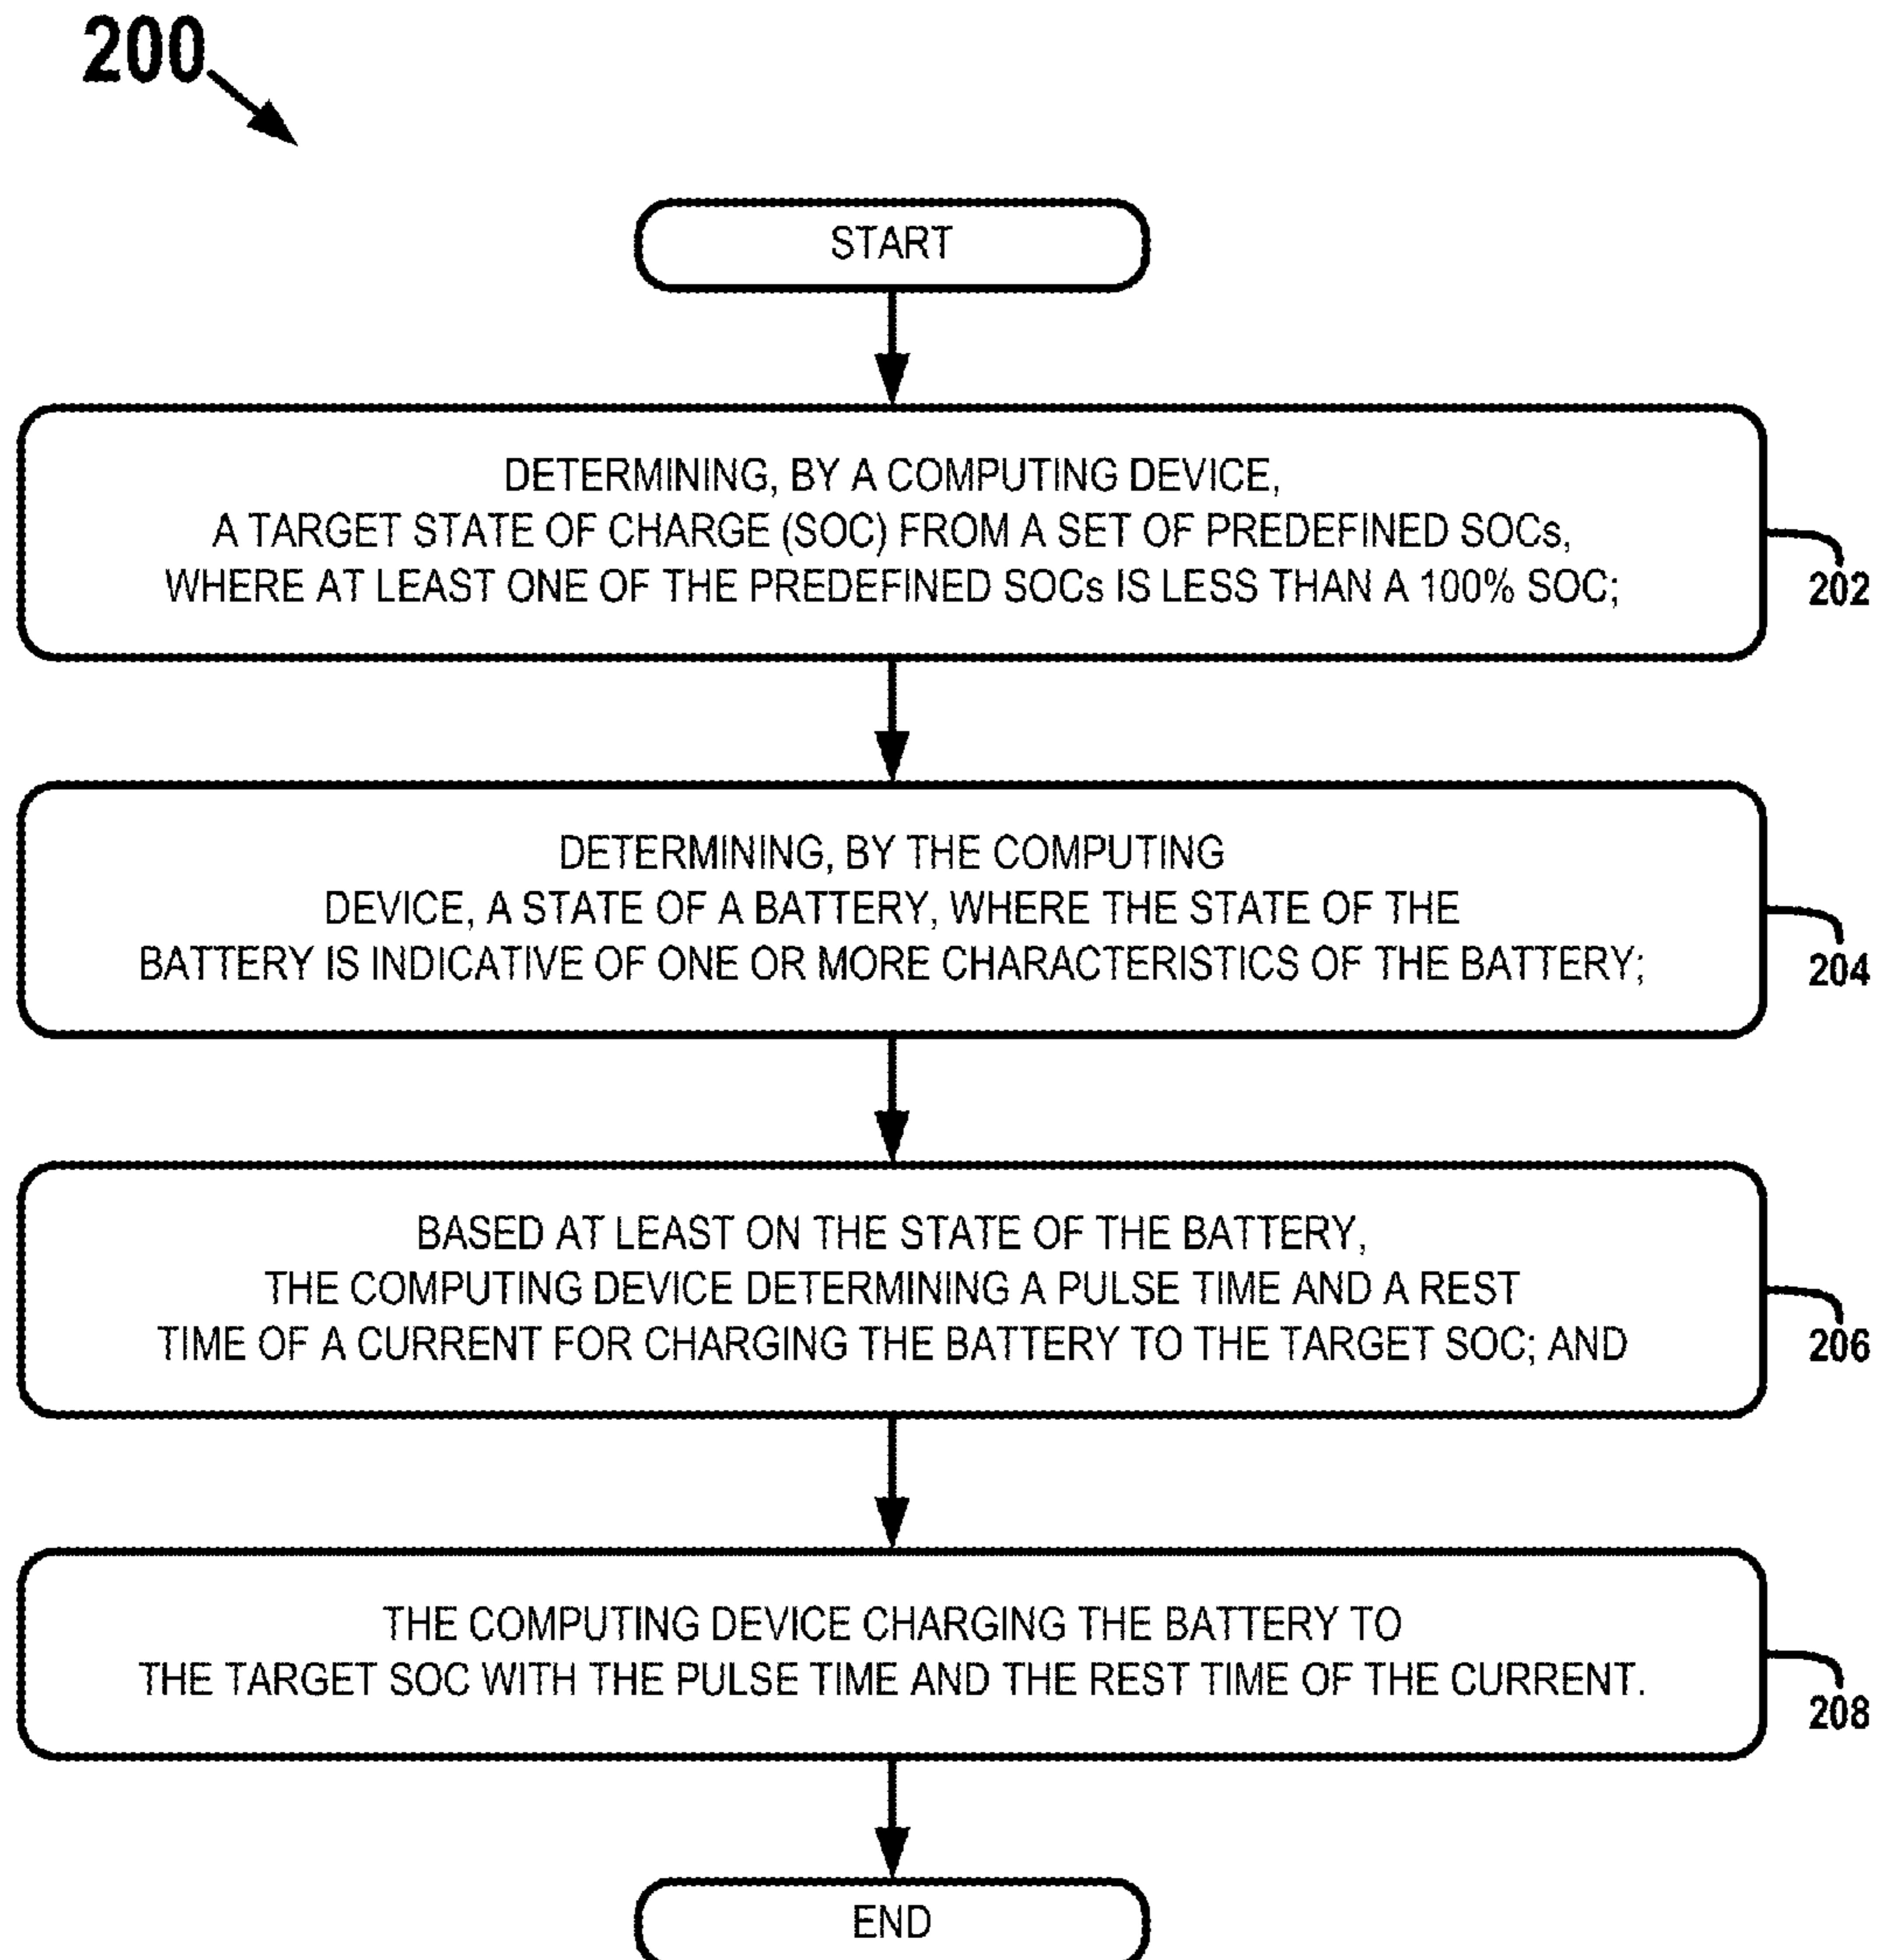 200
START
DETERMINING, BY A COMPUTING DEVICE,
A TARGET STATE OF CHARGE (SOC) FROM A SET OF PREDEFINED SOCs,
WHERE AT LEAST ONE OF THE PREDEFINED SOCs IS LESS THAN A 100% SOC;
202
DETERMINING, BY THE COMPUTING
DEVICE, A STATE OF A BATTERY, WHERE THE STATE OF THE
BATTERY IS INDICATIVE OF ONE OR MORE CHARACTERISTICS OF THE BATTERY;
204
BASED AT LEAST ON THE STATE OF THE BATTERY,
THE COMPUTING DEVICE DETERMINING A PULSE TIME AND A REST
TIME OF A CURRENT FOR CHARGING THE BATTERY TO THE TARGET SOC; AND
206
THE COMPUTING DEVICE CHARGING THE BATTERY TO
THE TARGET SOC WITH THE PULSE TIME AND THE REST TIME OF THE CURRENT.
208
END